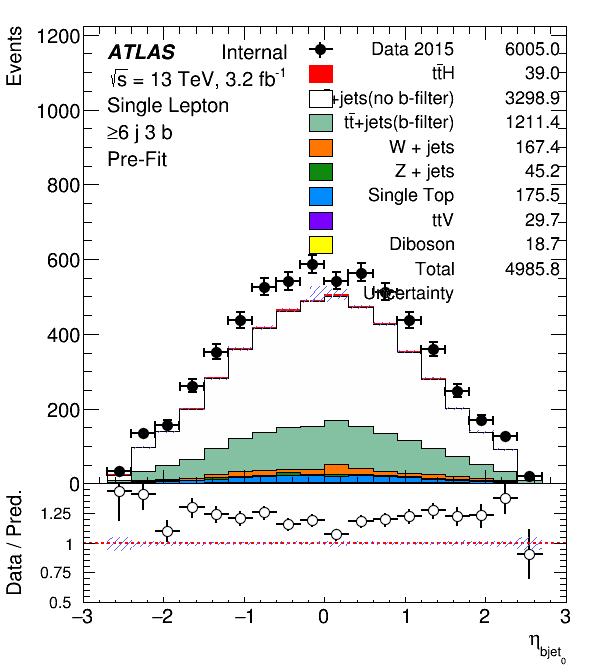 Events
1200
1000
800
600
400
200
0
ATLAS Internal
√s = 13 TeV, 3.2 fb-1
Single Lepton
≥6 j 3 b
Pre-Fit
Data 2015 6005.0
tt̄H 39.0
+jets(no b-filter) 3298.9
tt̄+jets(b-filter) 1211.4
W + jets 167.4
Z + jets 45.2
Single Top 175.5
ttV 29.7
Diboson 18.7
Total 4985.8
Uncertainty
Data / Pred.
1.25
1
0.75
0.5
−3 −2 −1 0 1 2 3
η bjet 0